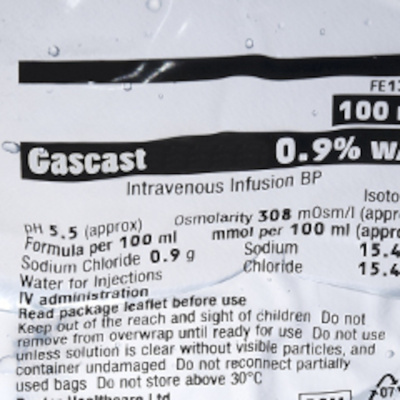 FE13
100 m
Gascast 0.9% W
Intravenous Infusion BP
Isoto
pH 5.5 (approx) Osmolarity 308 mOsm/l (appr
Formula per 100 ml mmol per 100 ml (appro
Sodium Chloride 0.9 g Sodium 15.4
Water for Injections Chloride 15.4
IV administration
Read package leaflet before use
Keep out of the reach and sight of children Do not
remove from overwrap until ready for use Do not use
unless solution is clear without visible particles, and
container undamaged Do not reconnect partially
used bags Do not store above 30°C
Healthcare Ltd
07